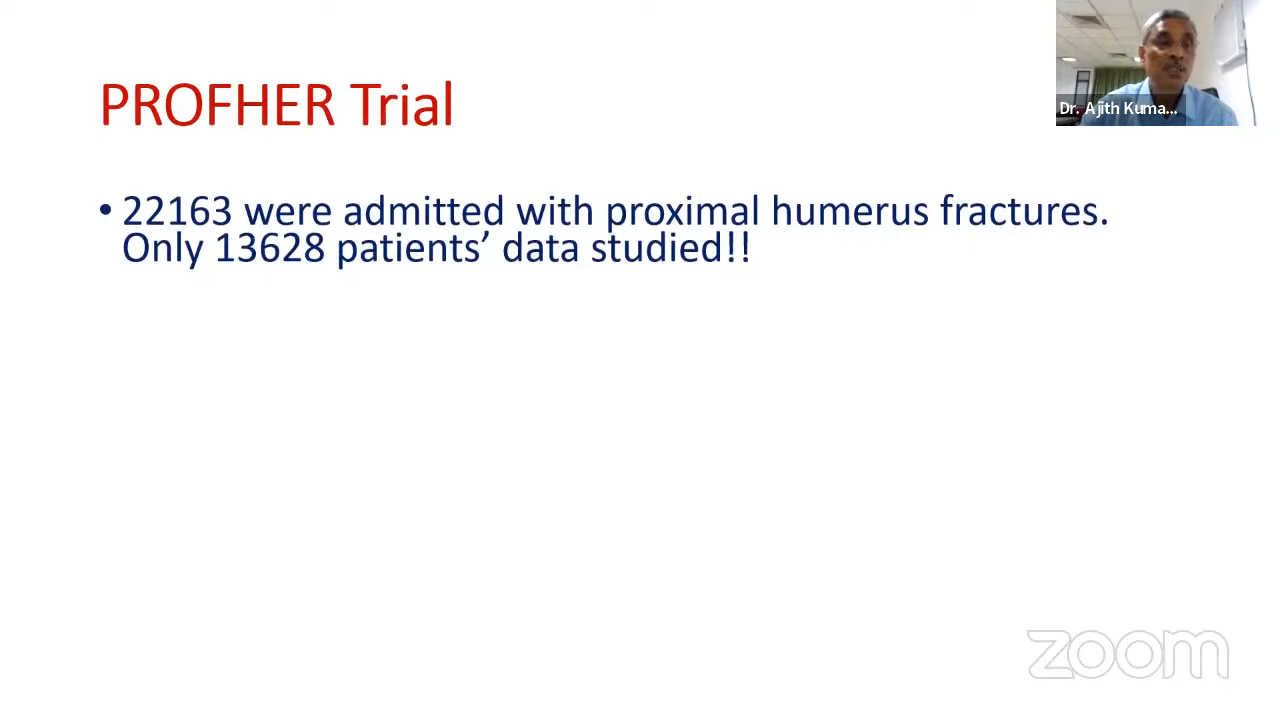 Dr. Ajith Kuma...
PROFHER Trial
• 22163 were admitted with proximal humerus fractures.
Only 13628 patients’ data studied!!
zoom